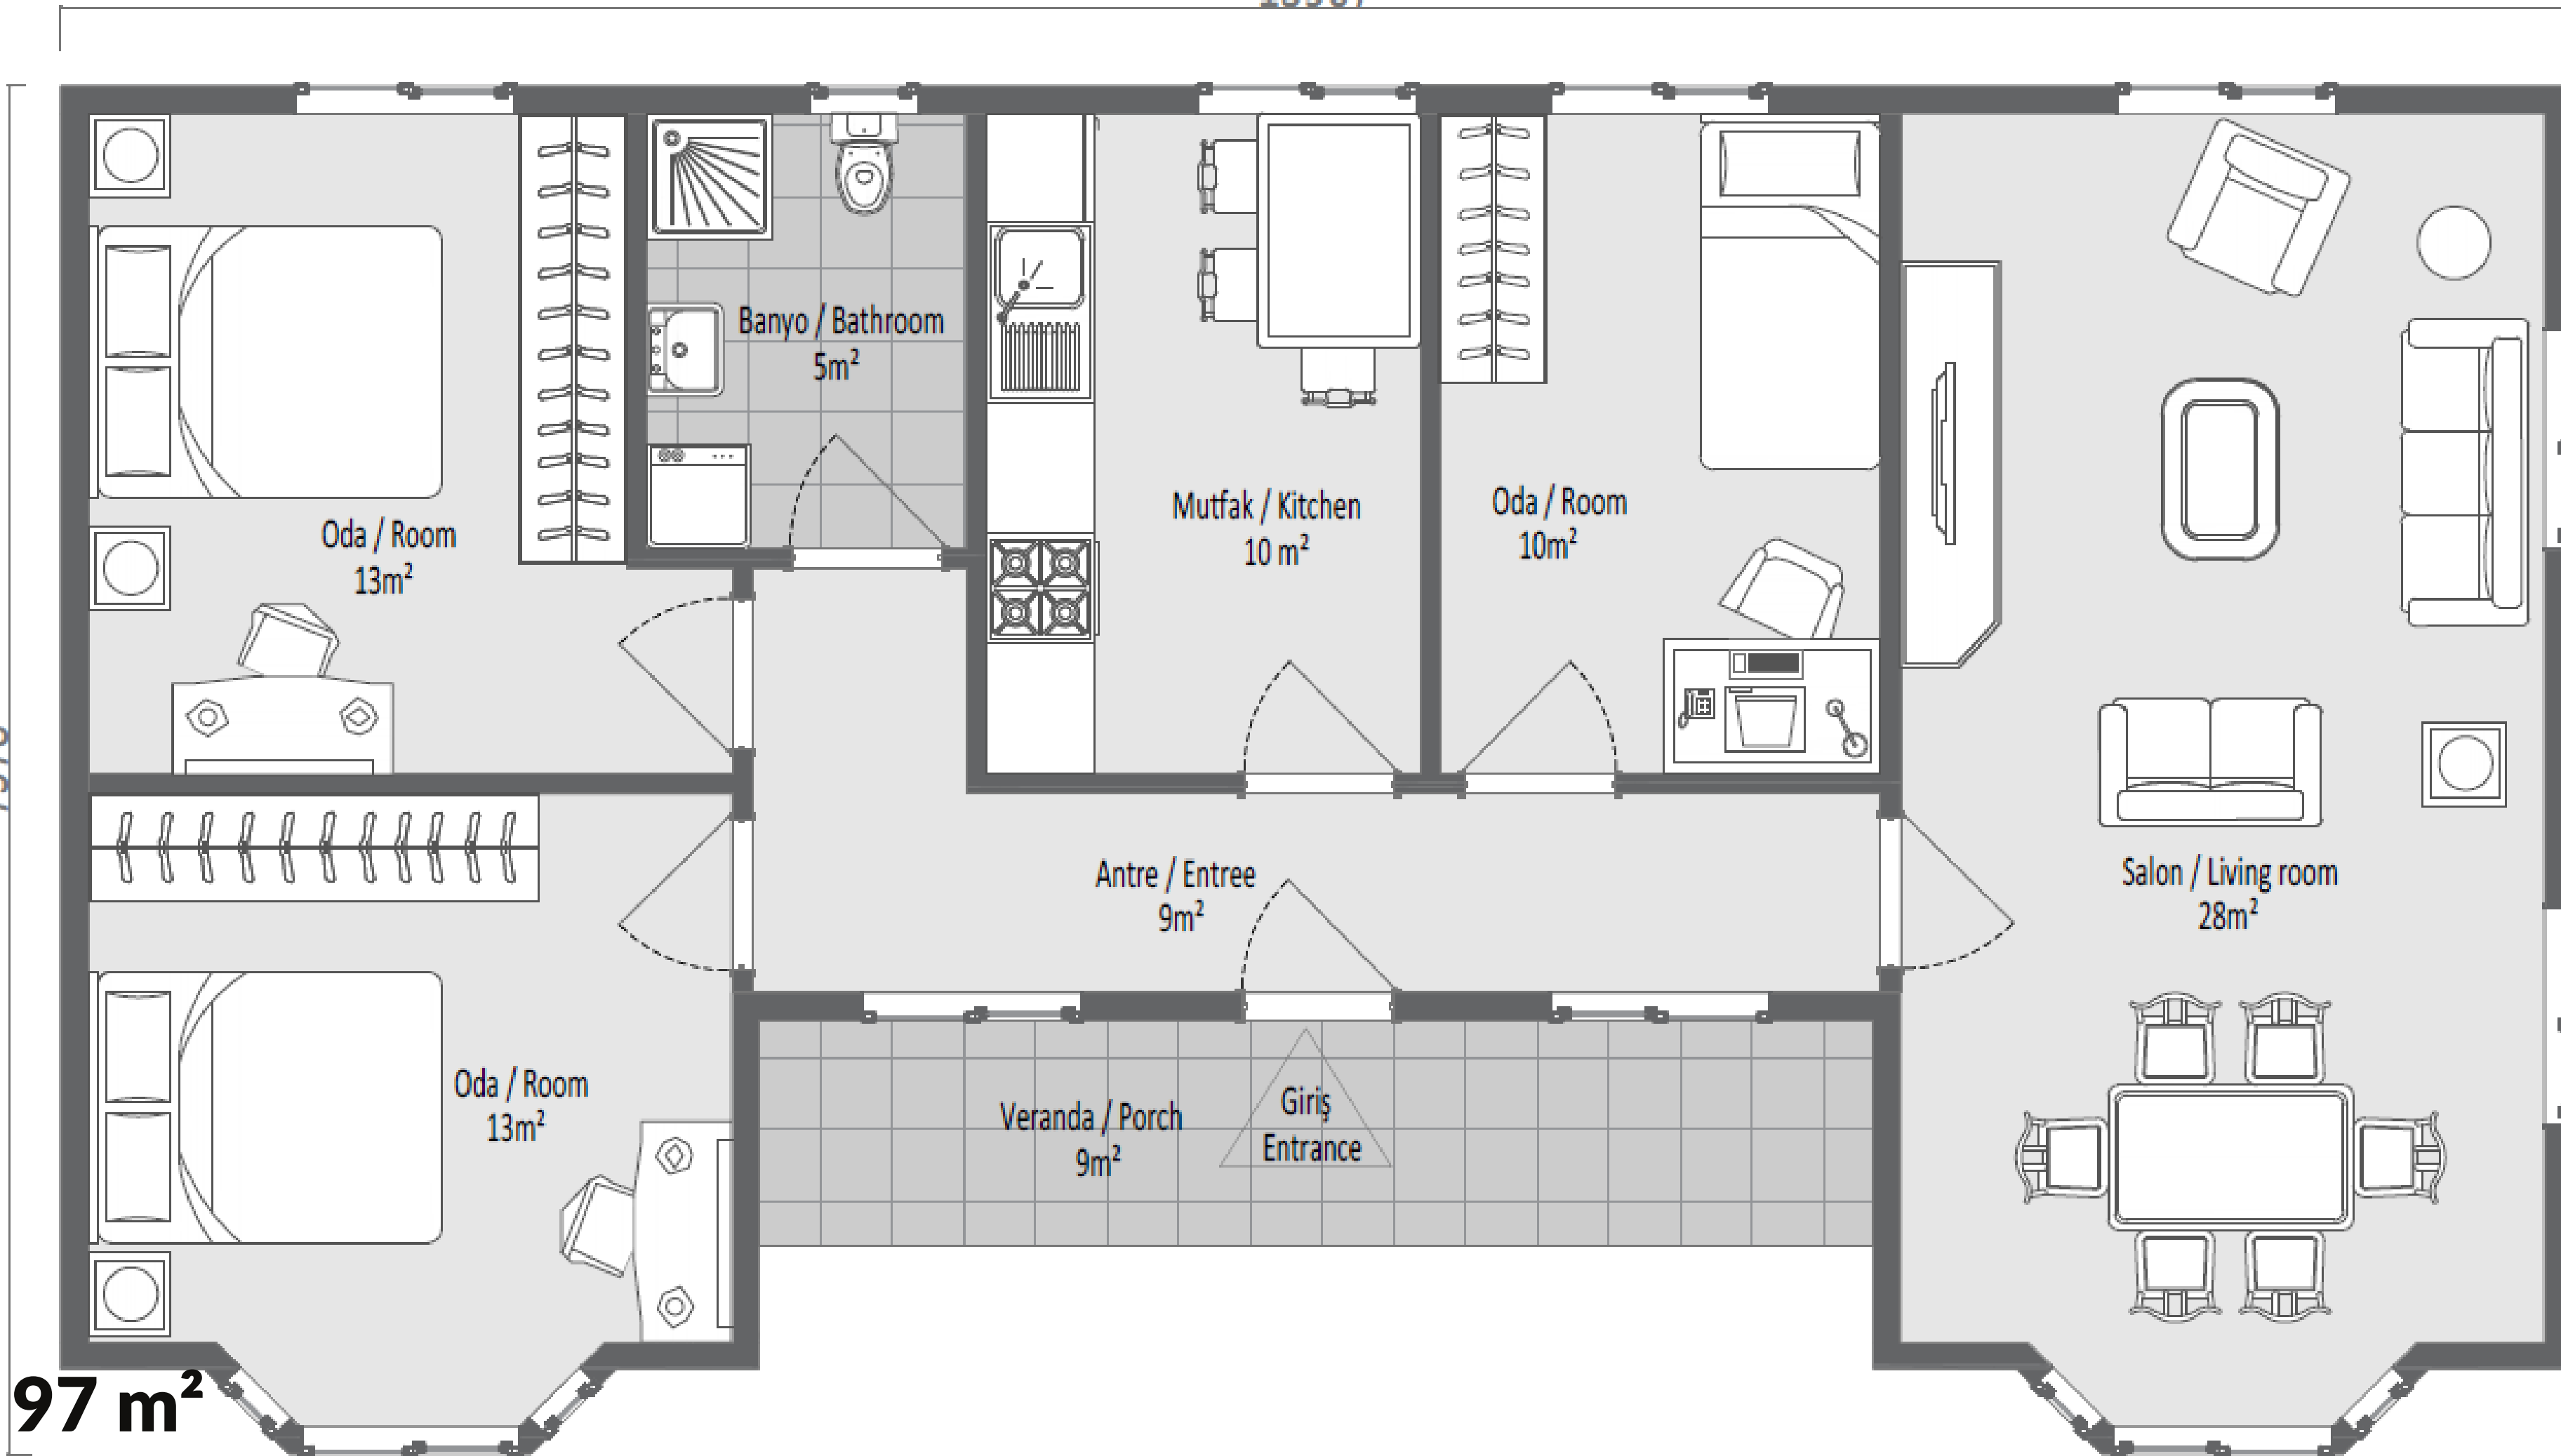 Banyo / Bathroom
5m²
Oda / Room
13m²
Mutfak / Kitchen
10 m²
Oda / Room
10m²
Antre / Entree
9m²
Salon / Living room
28m²
Oda / Room
13m²
Veranda / Porch
9m²
Giriş
Entrance
97 m²